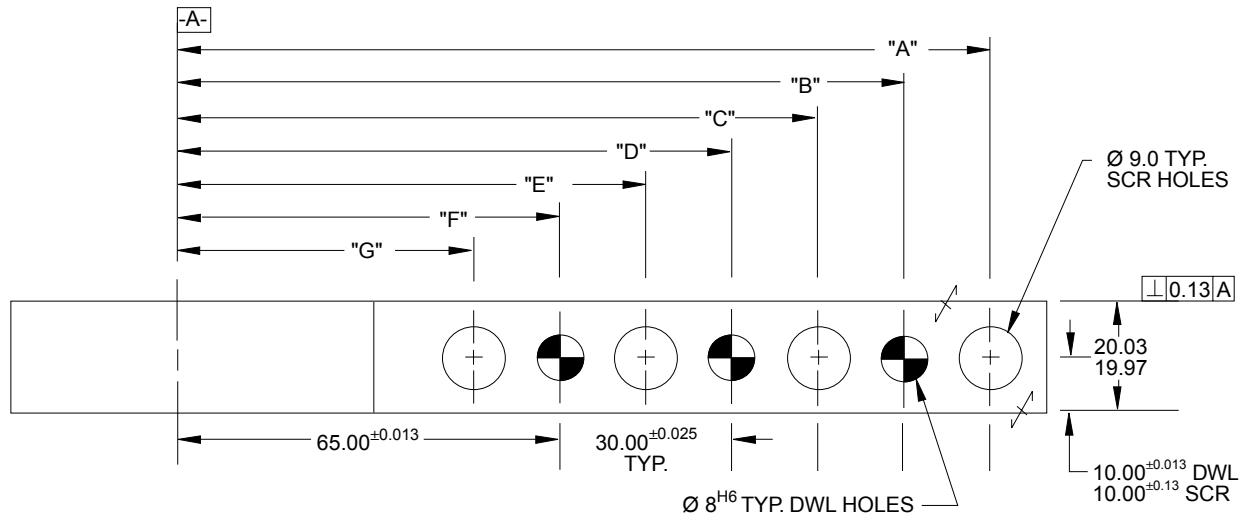 -A-
"A"
"B"
"C"
"D"
"E"
"F"
"G"
Ø 9.0 TYP.
SCR HOLES
⊥ 0.13 A
20.03
19.97
65.00±0.013
30.00±0.025
TYP.
10.00±0.013 DWL
10.00±0.13 SCR
Ø 8H6 TYP. DWL HOLES